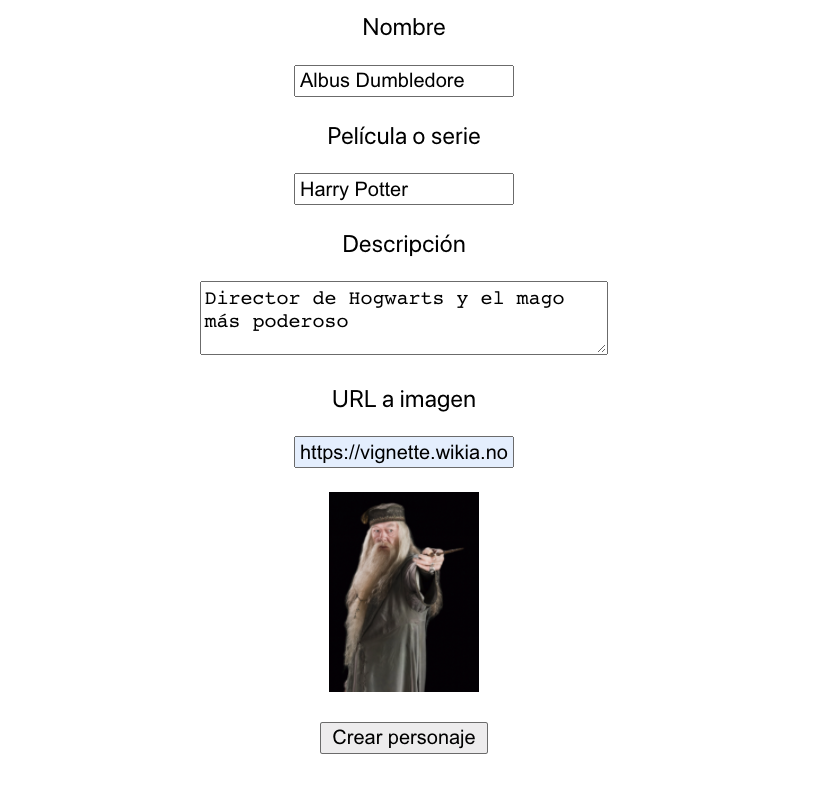 Nombre
Albus Dumbledore
Película o serie
Harry Potter
Descripción
Director de Hogwarts y el mago
más poderoso
URL a imagen
https://vignette.wikia.no
Crear personaje